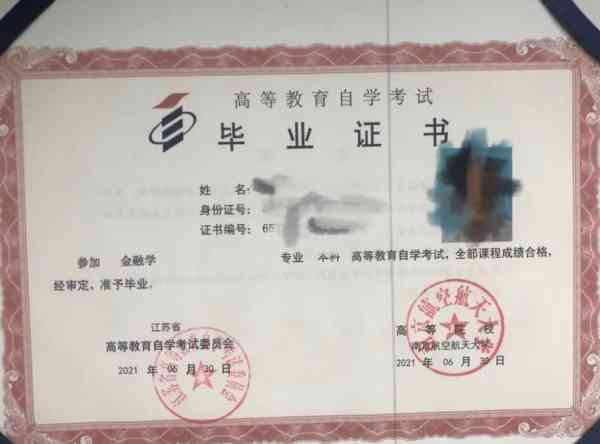 高等教育自学考试
毕业证书
姓 名:
身份证号:
证书编号: 65
参加 金融学 专业 本科 高等教育自学考试,全部课程成绩合格,
经审定,准予毕业。
江苏省
高等教育自学考试委员会
2021 年 06 月 30 日
高 等 院 校
南京航空航天大学
2021 年 06 月 30 日